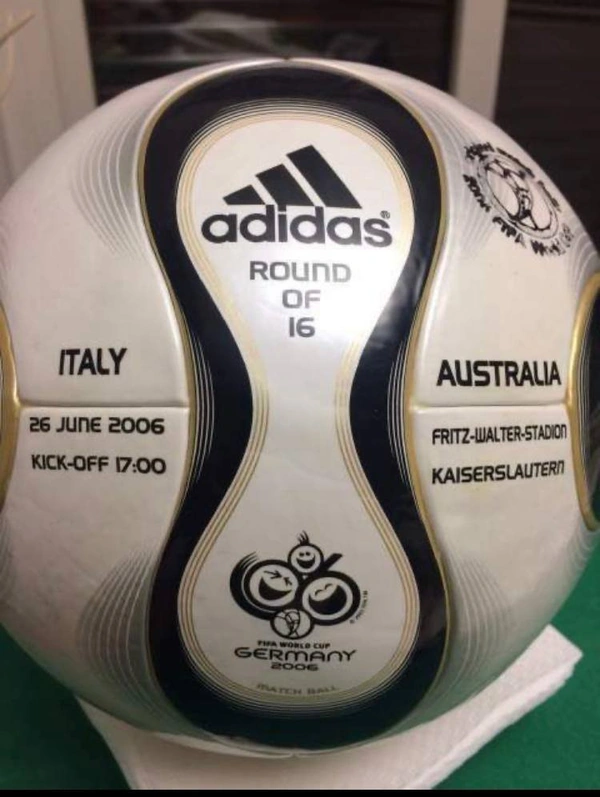 adidas®
ROUND
OF
16
ITALY
26 JUNE 2006
KICK-OFF 17:00
AUSTRALIA
FRITZ-WALTER-STADION
KAISERSLAUTERN
FIFA WORLD CUP
GERMANY
2006
MATCH BALL